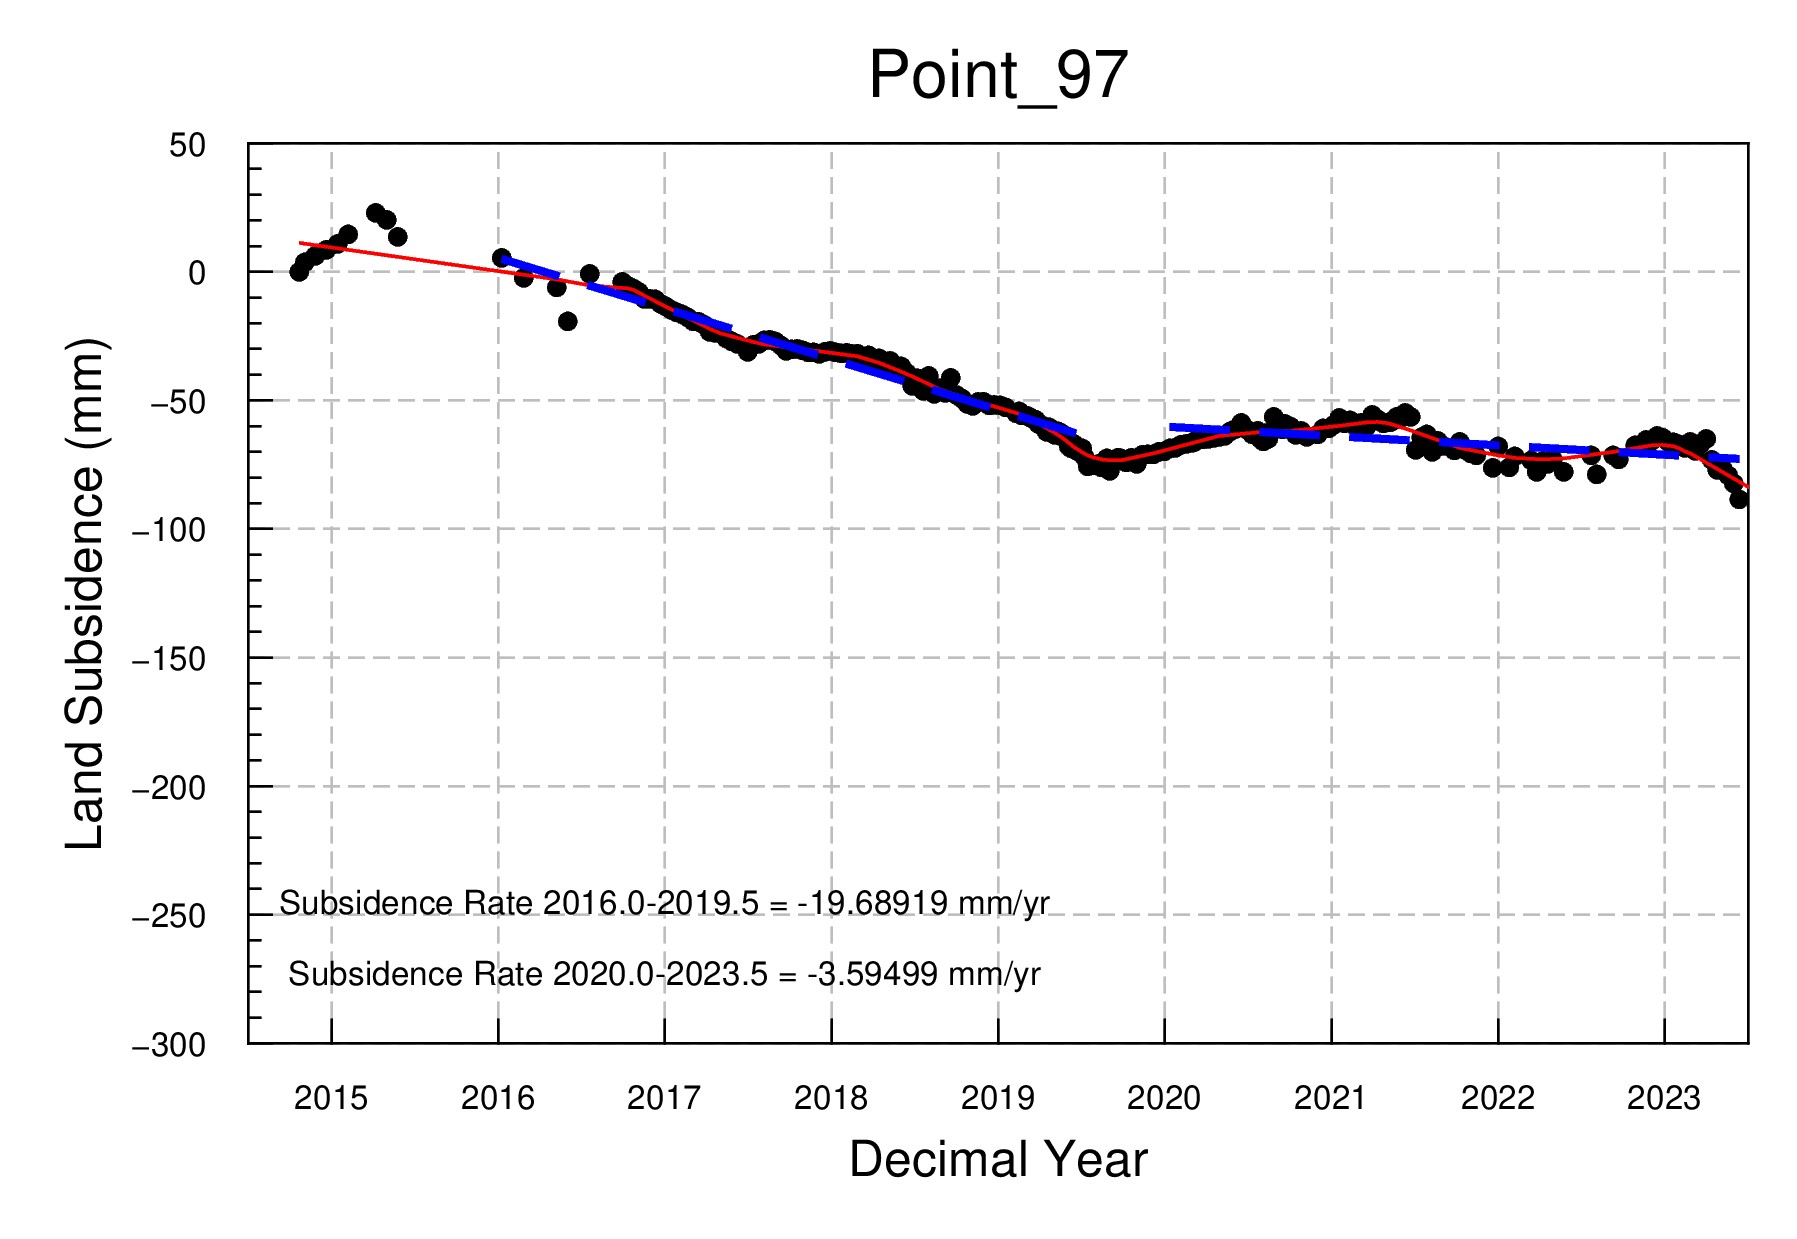 Point_97
50
0
−50
−100
−150
−200
−250
−300
Land Subsidence (mm)
Subsidence Rate 2016.0-2019.5 = -19.68919 mm/yr
Subsidence Rate 2020.0-2023.5 = -3.59499 mm/yr
2015 2016 2017 2018 2019 2020 2021 2022 2023
Decimal Year